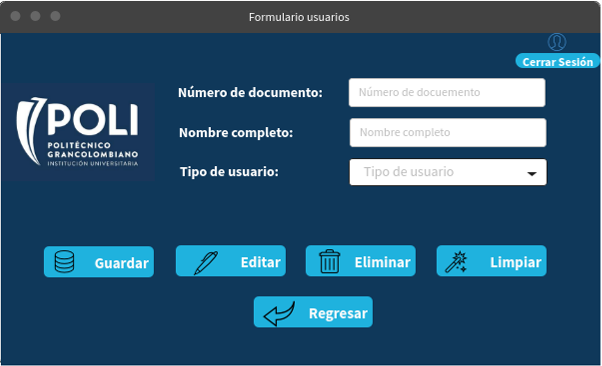 Formulario usuarios
Cerrar Sesión
Número de documento:
Número de docuemento
Nombre completo:
Nombre completo
Tipo de usuario:
Tipo de usuario
POLI
POLITÉCNICO
GRANCOLOMBIANO
INSTITUCIÓN UNIVERSITARIA
Guardar
Editar
Eliminar
Limpiar
Regresar